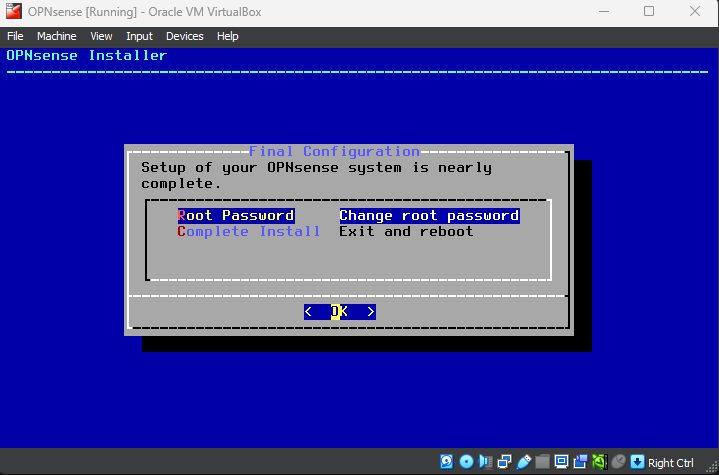 OPNsense [Running] - Oracle VM VirtualBox
File Machine View Input Devices Help
OPNsense Installer
Final Configuration
Setup of your OPNsense system is nearly
complete.
Root Password Change root password
Complete Install Exit and reboot
< OK >
Right Ctrl